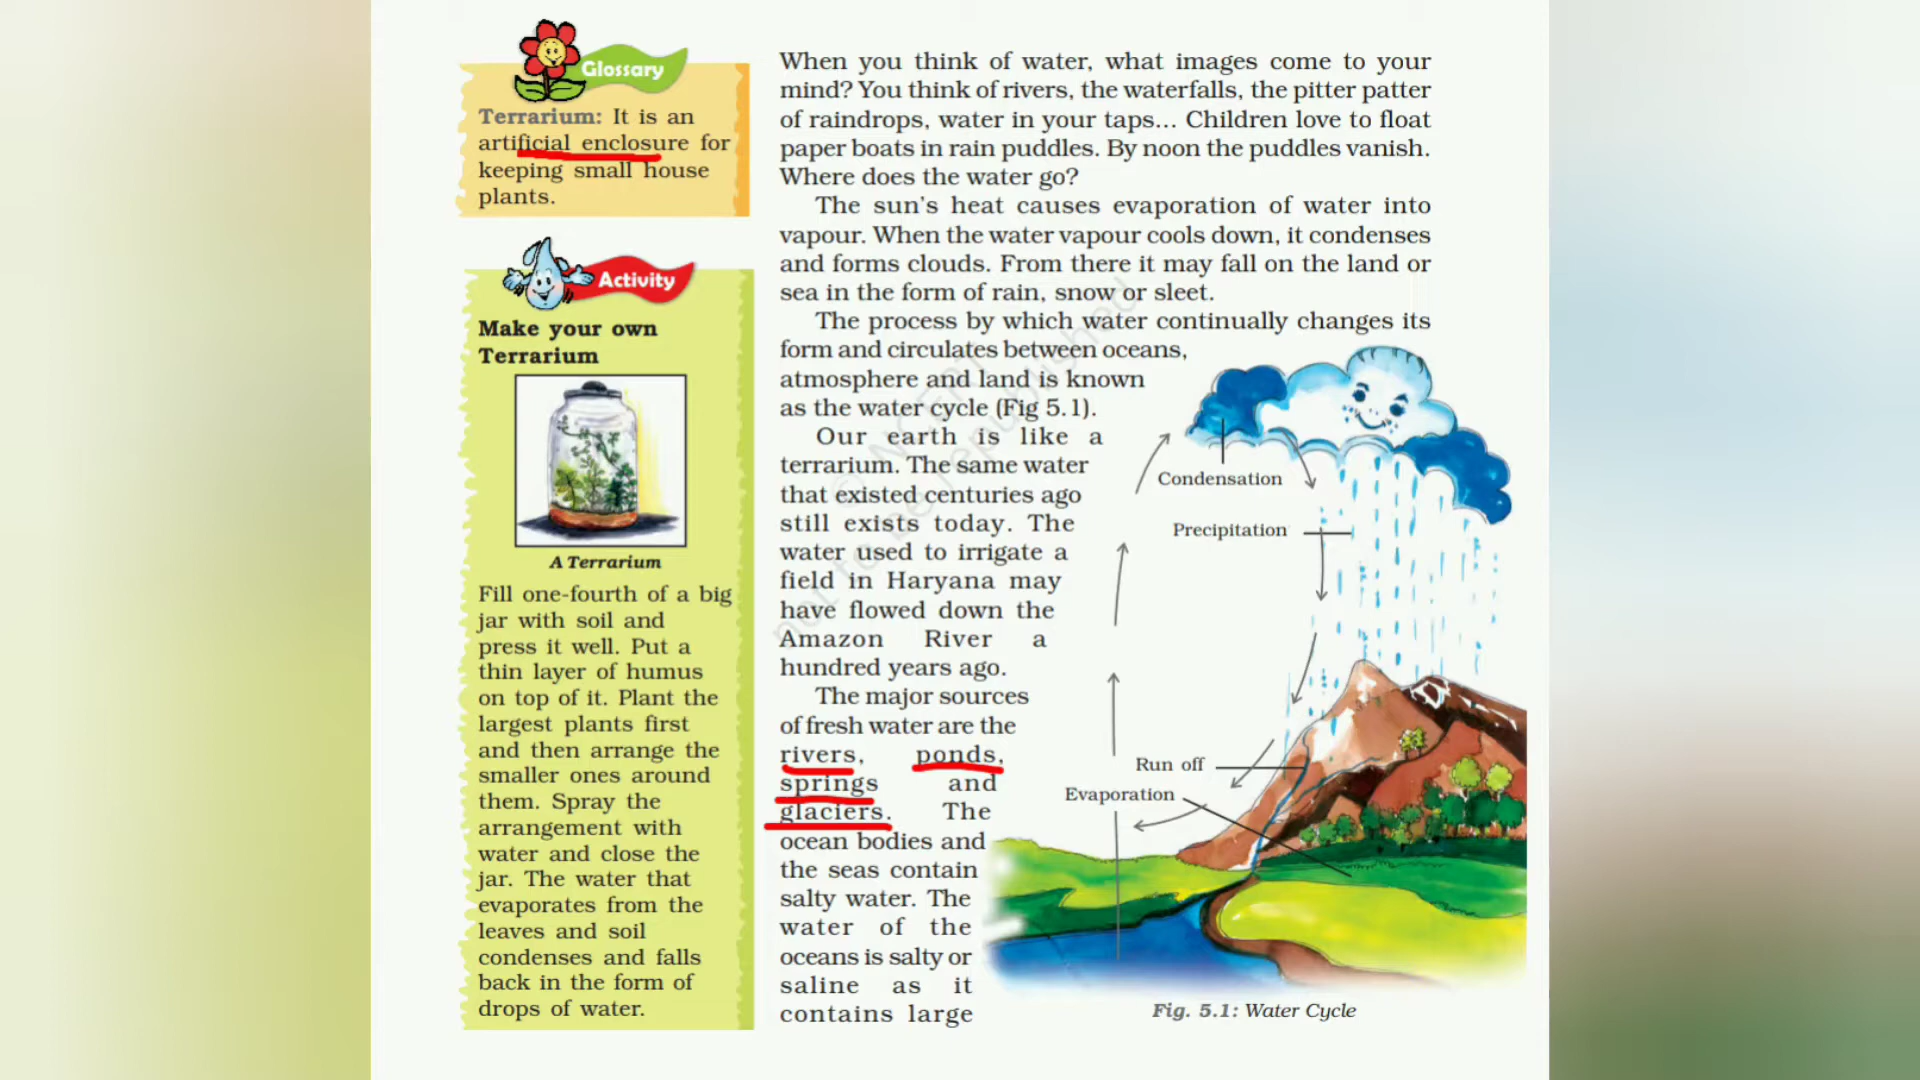 Glossary
Terrarium: It is an
artificial enclosure for
keeping small house
plants.
Activity
Make your own
Terrarium
A Terrarium
Fill one-fourth of a big
jar with soil and
press it well. Put a
thin layer of humus
on top of it. Plant the
largest plants first
and then arrange the
smaller ones around
them. Spray the
arrangement with
water and close the
jar. The water that
evaporates from the
leaves and soil
condenses and falls
back in the form of
drops of water.
When you think of water, what images come to your
mind? You think of rivers, the waterfalls, the pitter patter
of raindrops, water in your taps... Children love to float
paper boats in rain puddles. By noon the puddles vanish.
Where does the water go?
The sun's heat causes evaporation of water into
vapour. When the water vapour cools down, it condenses
and forms clouds. From there it may fall on the land or
sea in the form of rain, snow or sleet.
The process by which water continually changes its
form and circulates between oceans,
atmosphere and land is known
as the water cycle (Fig 5.1).
Our earth is like a
terrarium. The same water
that existed centuries ago
still exists today. The
water used to irrigate a
field in Haryana may
have flowed down the
Amazon River a
hundred years ago.
The major sources
of fresh water are the
rivers, ponds,
springs and
glaciers. The
ocean bodies and
the seas contain
salty water. The
water of the
oceans is salty or
saline as it
contains large
Condensation
Precipitation
Run off
Evaporation
Fig. 5.1: Water Cycle
© NCERT
not to be republished